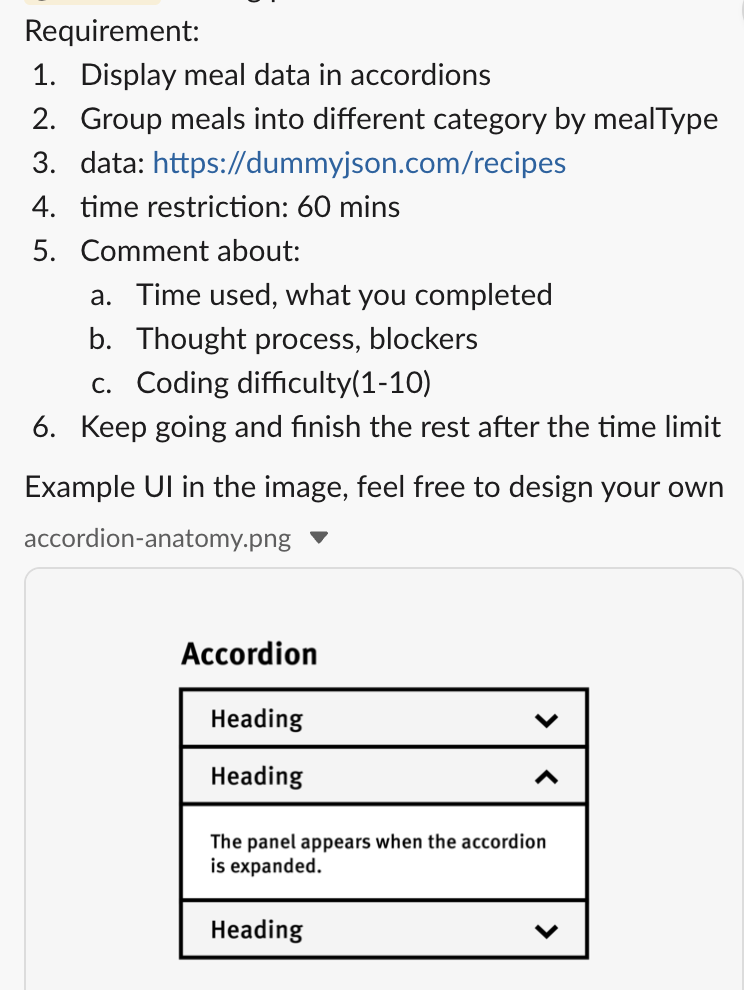 Requirement:
1. Display meal data in accordions
2. Group meals into different category by mealType
3. data: https://dummyjson.com/recipes
4. time restriction: 60 mins
5. Comment about:
a. Time used, what you completed
b. Thought process, blockers
c. Coding difficulty(1-10)
6. Keep going and finish the rest after the time limit
Example UI in the image, feel free to design your own
accordion-anatomy.png
Accordion
Heading
Heading
The panel appears when the accordion
is expanded.
Heading